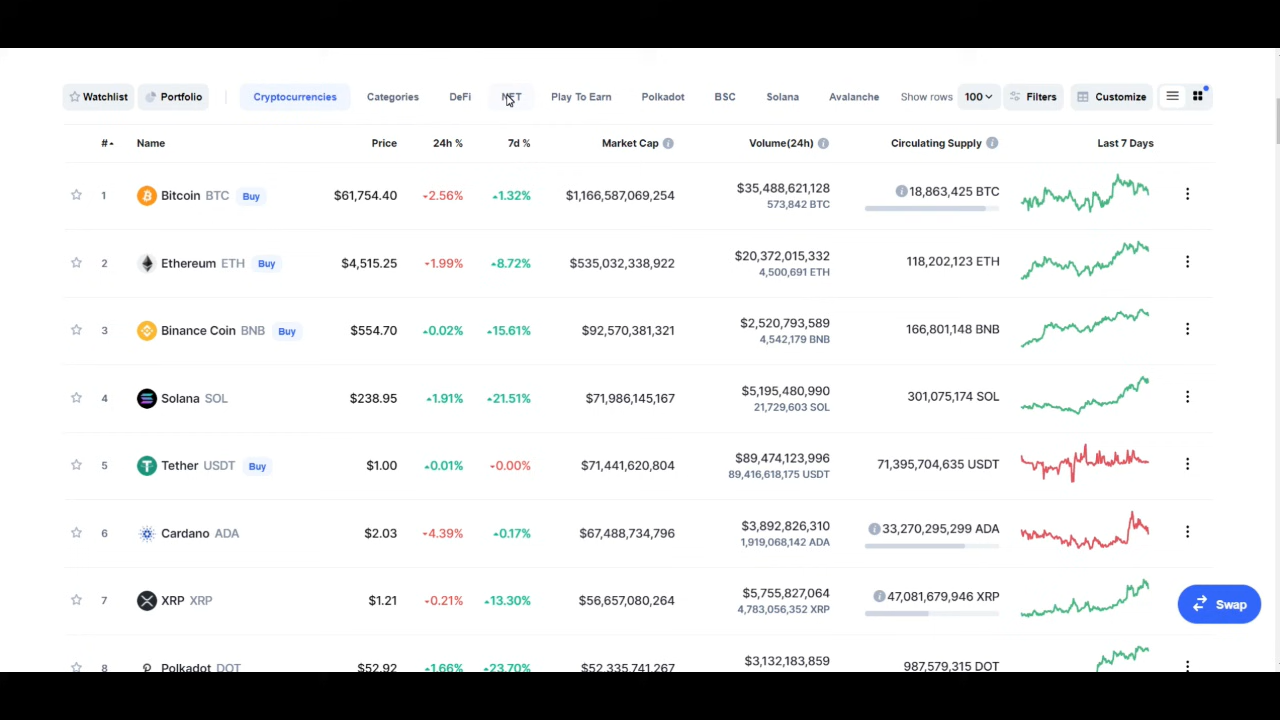 Watchlist Portfolio Cryptocurrencies Categories DeFi NFT Play To Earn Polkadot BSC Solana Avalanche Show rows 100 Filters Customize
# Name Price 24h % 7d % Market Cap Volume(24h) Circulating Supply Last 7 Days
1 Bitcoin BTC Buy $61,754.40 2.56% 1.32% $1,166,587,069,254 $35,488,621,128 18,863,425 BTC
573,842 BTC
2 Ethereum ETH Buy $4,515.25 1.99% 8.72% $535,032,338,922 $20,372,015,332 118,202,123 ETH
4,500,691 ETH
3 Binance Coin BNB Buy $554.70 0.02% 15.61% $92,570,381,321 $2,520,793,589 166,801,148 BNB
4,542,179 BNB
4 Solana SOL $238.95 1.91% 21.51% $71,986,145,167 $5,195,480,990 301,075,174 SOL
21,729,603 SOL
5 Tether USDT Buy $1.00 0.01% 0.00% $71,441,620,804 $89,474,123,996 71,395,704,635 USDT
89,416,618,175 USDT
6 Cardano ADA $2.03 4.39% 0.17% $67,488,734,796 $3,892,826,310 33,270,295,299 ADA
1,919,068,142 ADA
7 XRP XRP $1.21 0.21% 13.30% $56,657,080,264 $5,755,827,064 47,081,679,946 XRP
4,783,056,352 XRP
Swap
8 Polkadot DOT $52.92 1.66% 23.70% $52,335,741,267 $3,132,183,859 987,579,315 DOT